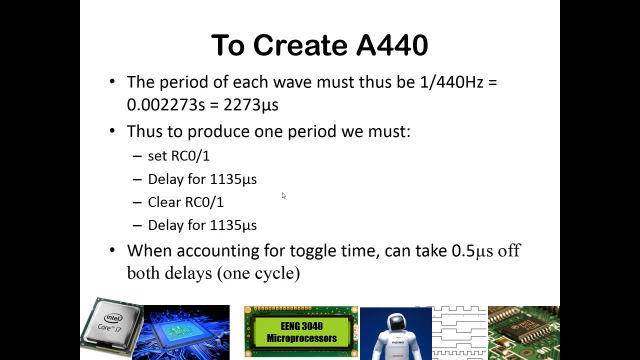 To Create A440
• The period of each wave must thus be 1/440Hz =
0.002273s = 2273µs
• Thus to produce one period we must:
– set RC0/1
– Delay for 1135µs
– Clear RC0/1
– Delay for 1135µs
• When accounting for toggle time, can take 0.5µs off
both delays (one cycle)
intel
Core i7
EENG 3040
Microprocessors